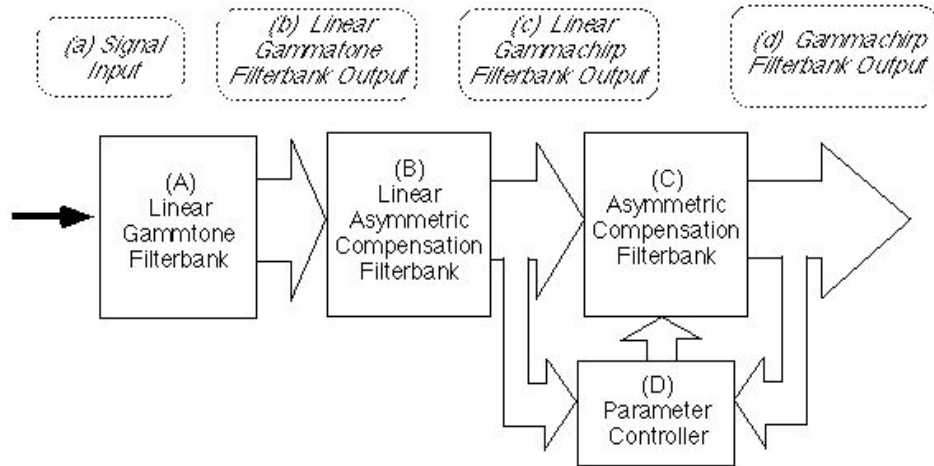 (a) Signal
Input
(b) Linear
Gammatone
Filterbank Output
(c) Linear
Gammachirp
Filterbank Output
(d) Gammachirp
Filterbank Output
(A)
Linear
Gammtone
Filterbank
(B)
Linear
Asymmetric
Compensation
Filterbank
(C)
Asymmetric
Compensation
Filterbank
(D)
Parameter
Controller